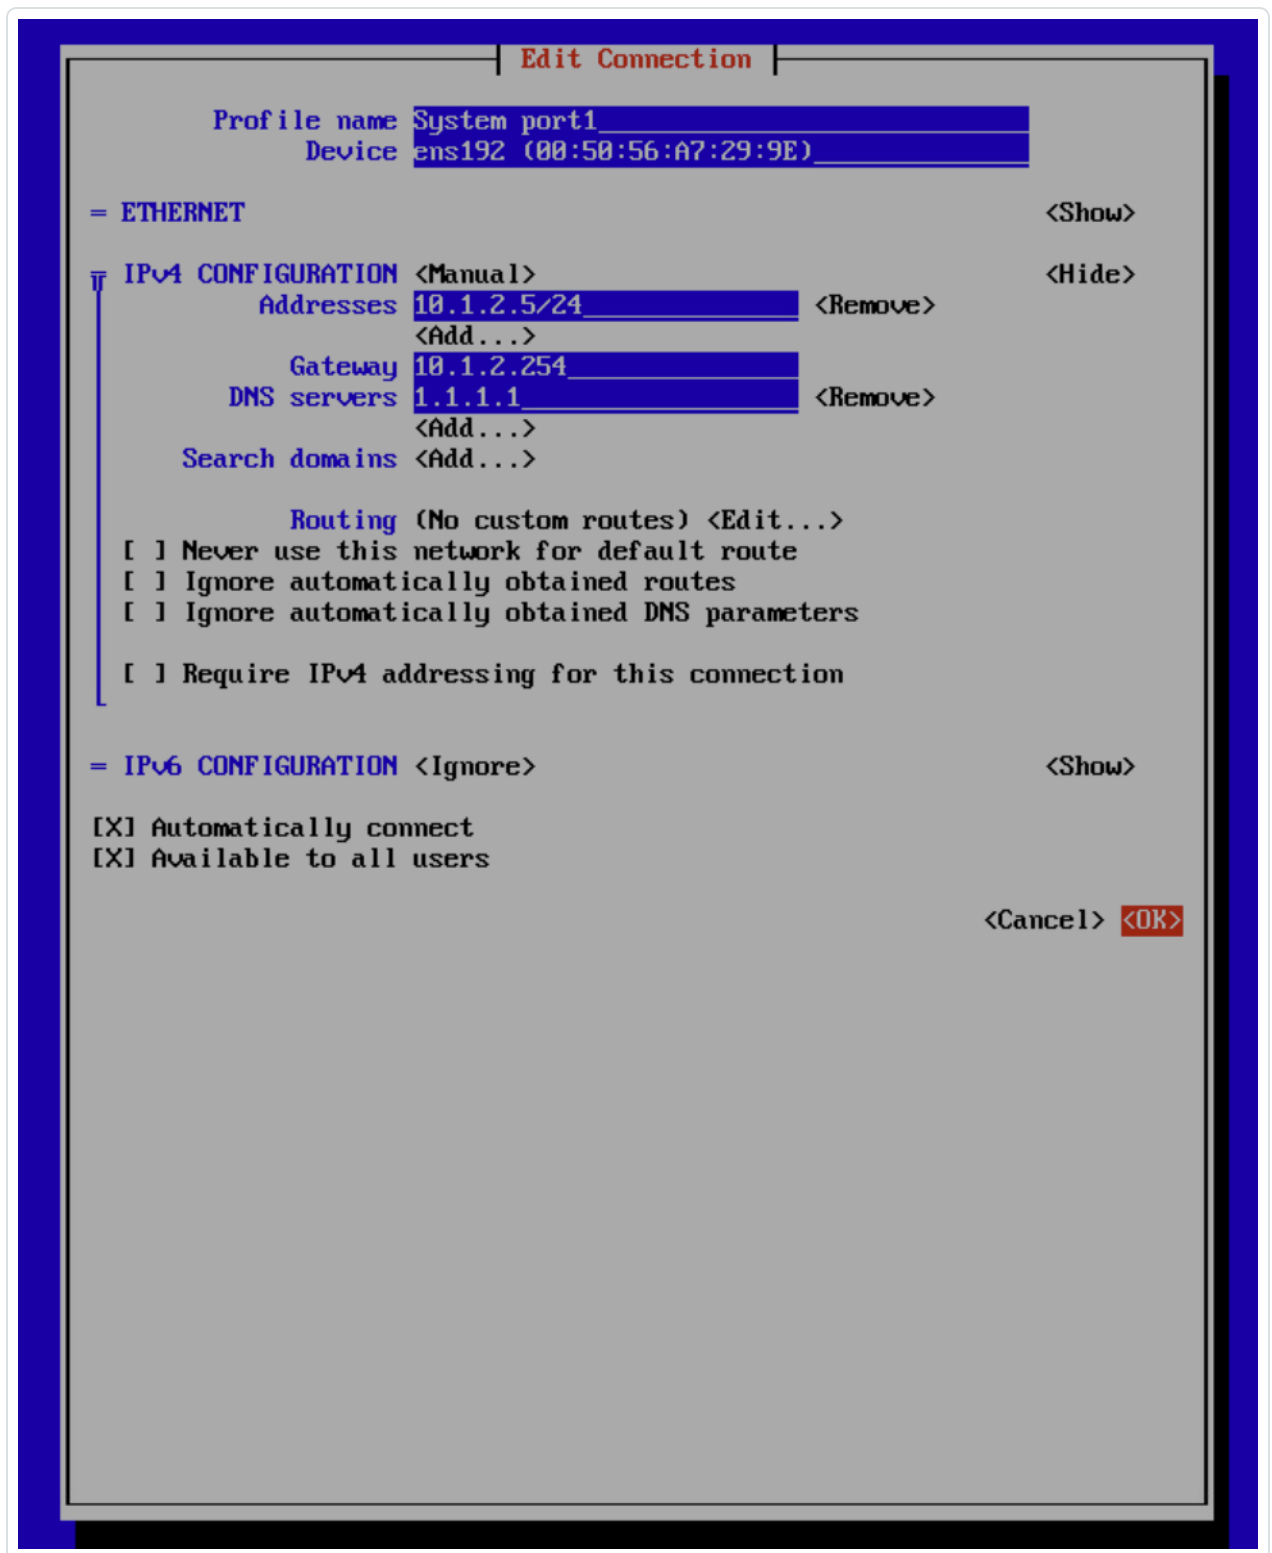 Edit Connection
Profile name System port1
Device ens192 (00:50:56:A7:29:9E)
= ETHERNET <Show>
IPv4 CONFIGURATION <Manual> <Hide>
Addresses 10.1.2.5/24 <Remove>
<Add...>
Gateway 10.1.2.254
DNS servers 1.1.1.1 <Remove>
<Add...>
Search domains <Add...>
Routing (No custom routes) <Edit...>
[ ] Never use this network for default route
[ ] Ignore automatically obtained routes
[ ] Ignore automatically obtained DNS parameters
[ ] Require IPv4 addressing for this connection
= IPv6 CONFIGURATION <Ignore> <Show>
[X] Automatically connect
[X] Available to all users
<Cancel> <OK>